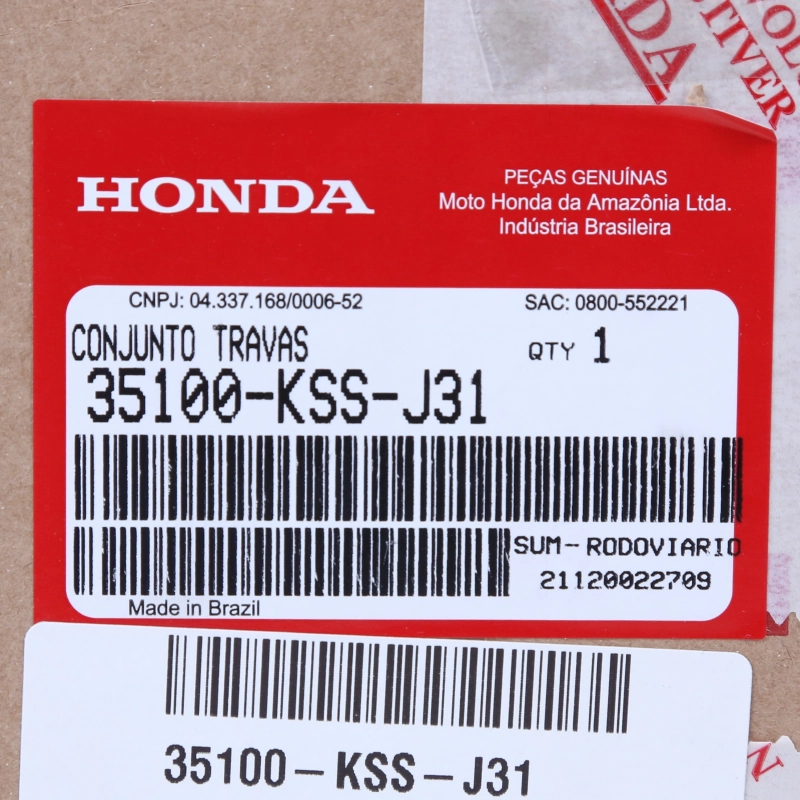 HONDA
PEÇAS GENUÍNAS
Moto Honda da Amazônia Ltda.
Indústria Brasileira
CNPJ: 04.337.168/0006-52
SAC: 0800-552221
CONJUNTO TRAVAS
QTY 1
35100-KSS-J31
SUM-RODOVIARIO
21120022709
Made in Brazil
35100-KSS-J31